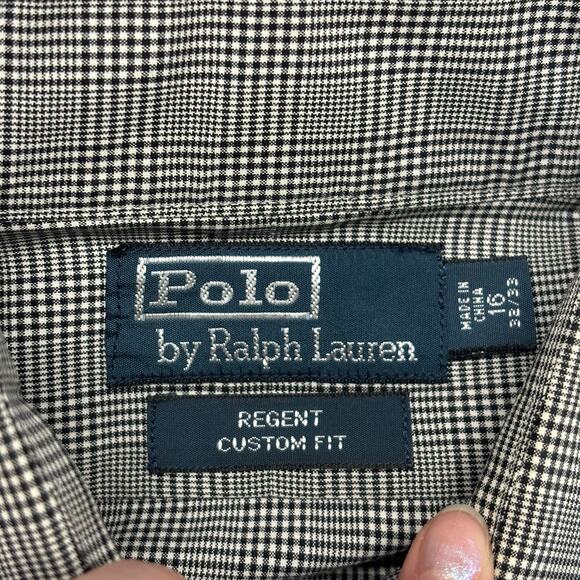 Polo
by Ralph Lauren
MADE IN
CHINA
16
32/33
REGENT
CUSTOM FIT